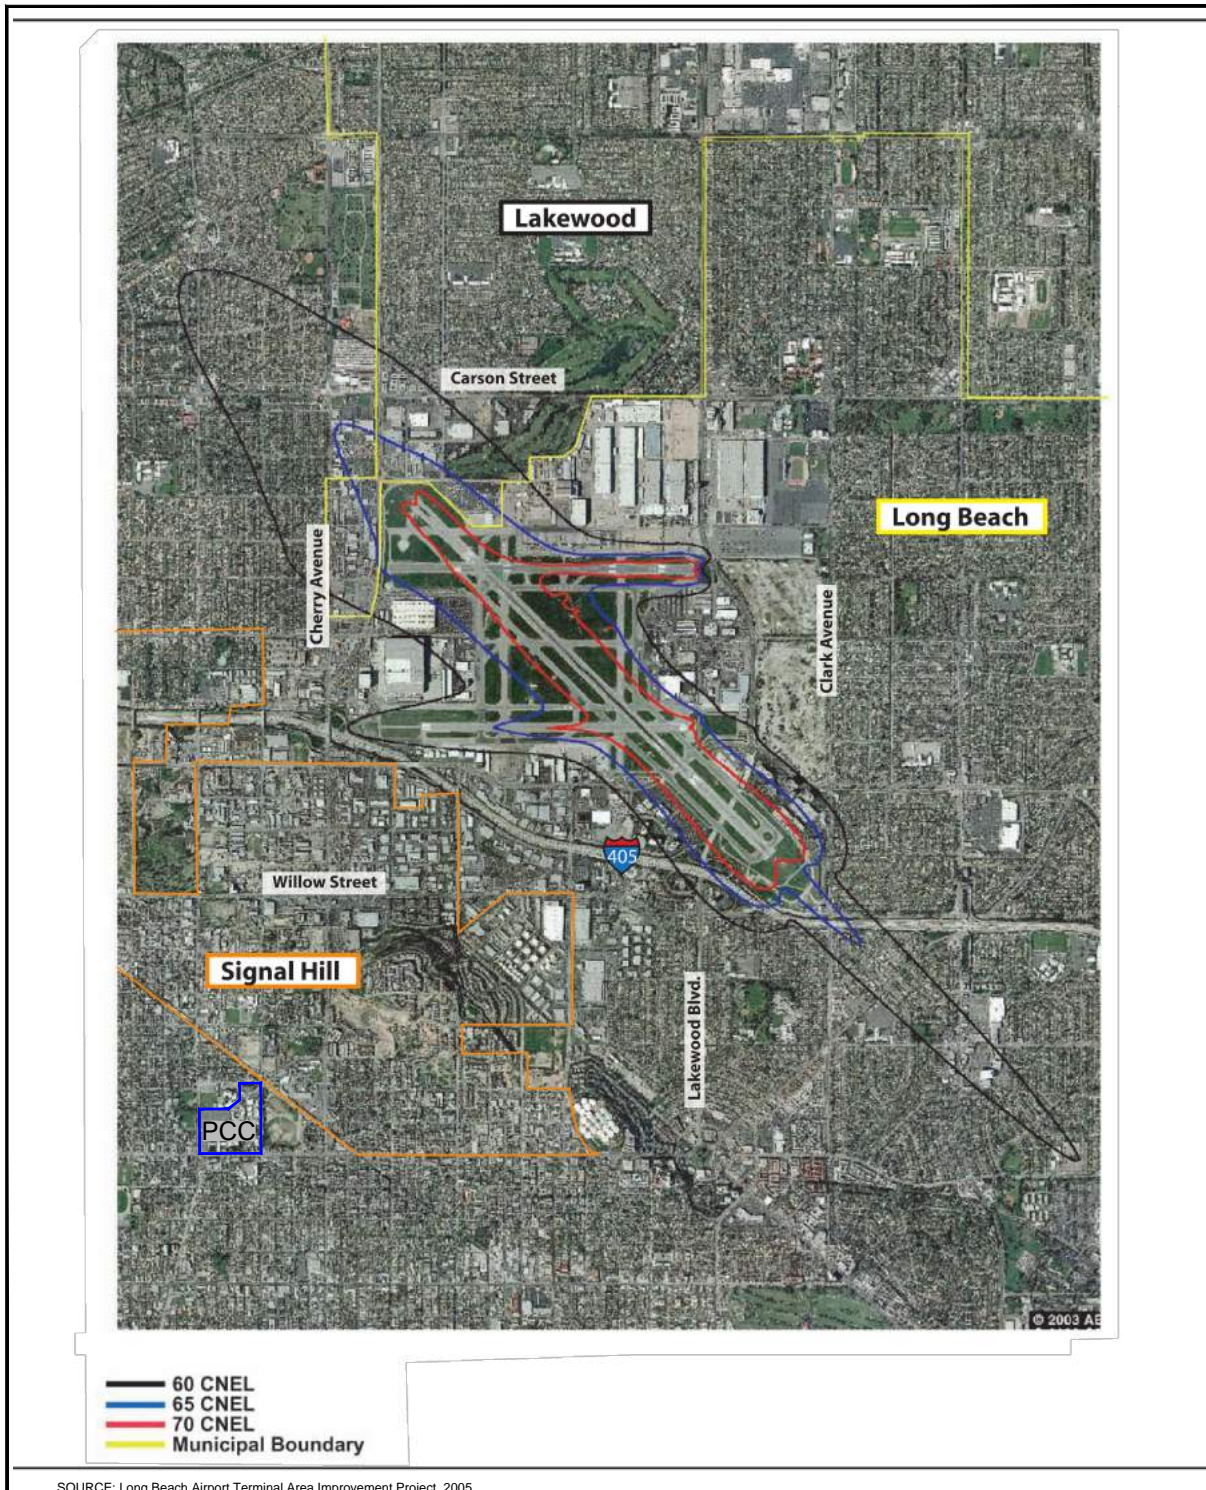 Lakewood
Carson Street
Long Beach
Cherry Avenue
Clark Avenue
405
Willow Street
Signal Hill
Lakewood Blvd.
PCC
© 2003 AE
60 CNEL
65 CNEL
70 CNEL
Municipal Boundary
SOURCE: Long Beach Airport Terminal Area Improvement Project, 2005